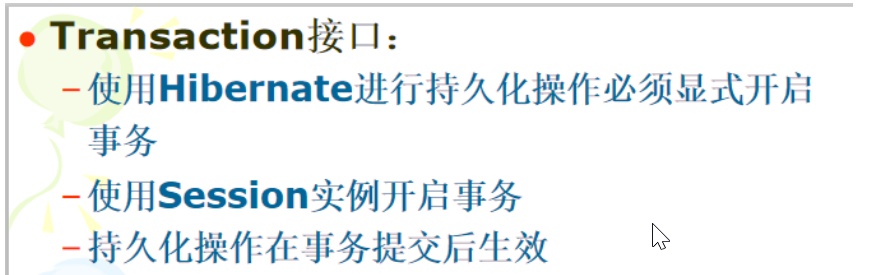 • Transaction接口：
–使用Hibernate进行持久化操作必须显式开启
事务
–使用Session实例开启事务
–持久化操作在事务提交后生效